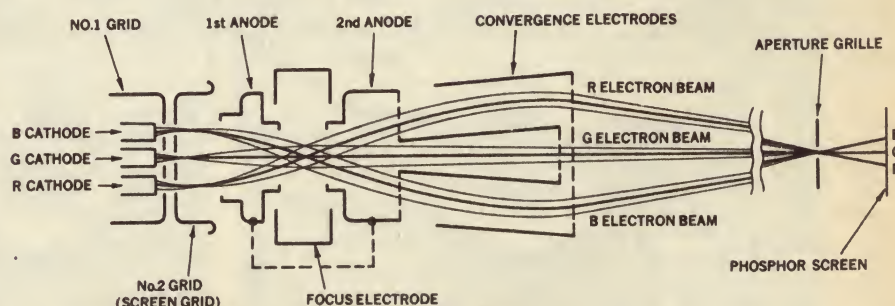 NO.1 GRID
1st ANODE
2nd ANODE
CONVERGENCE ELECTRODES
APERTURE GRILLE
R ELECTRON BEAM
B CATHODE
G CATHODE
G ELECTRON BEAM
R CATHODE
B ELECTRON BEAM
PHOSPHOR SCREEN
No.2 GRID
(SCREEN GRID)
FOCUS ELECTRODE